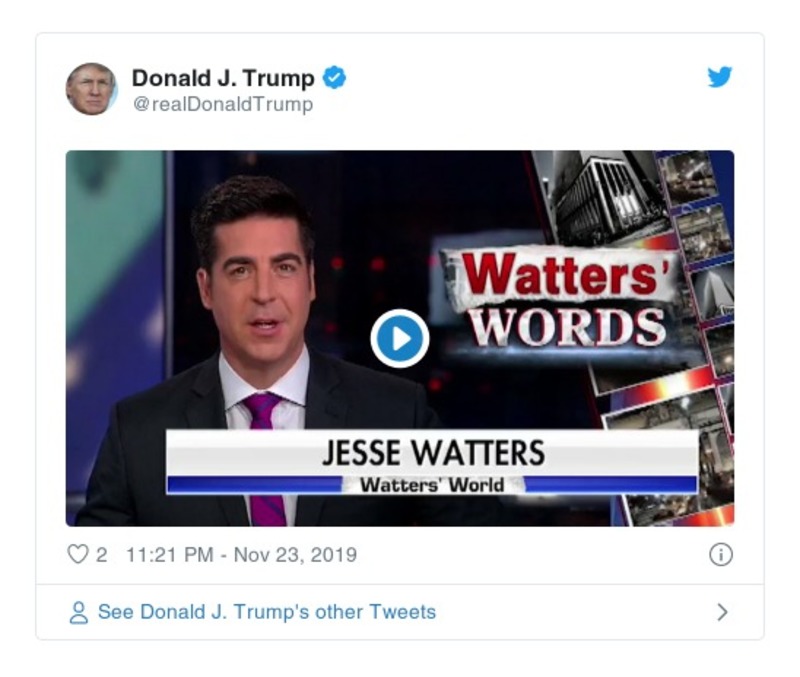 Donald J. Trump
@realDonaldTrump
Watters'
WORDS
JESSE WATTERS
Watters' World
2 11:21 PM - Nov 23, 2019
See Donald J. Trump's other Tweets